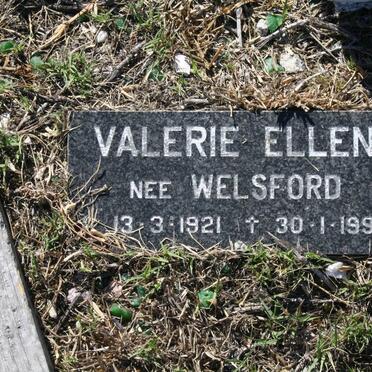 VALERIE ELLEN
NEE WELSFORD
13·3·1921 ✝ 30·1·199